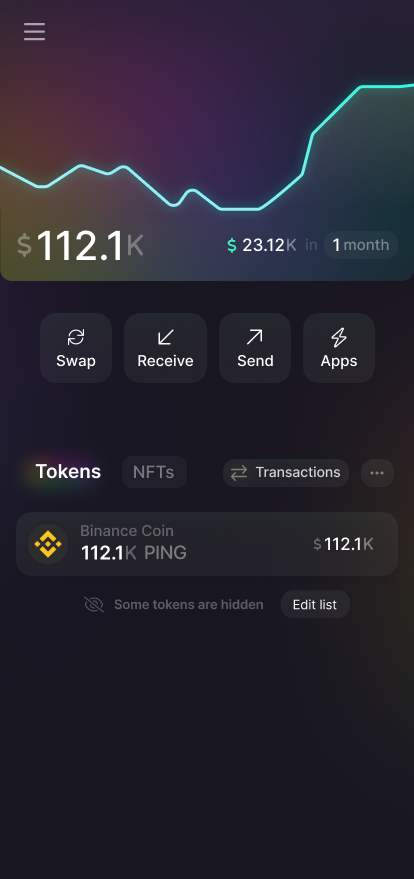 $112.1K
$ 23.12K in 1 month
Swap
Receive
Send
Apps
Tokens
NFTs
Transactions
Binance Coin
112.1K PING
$112.1K
Some tokens are hidden
Edit list